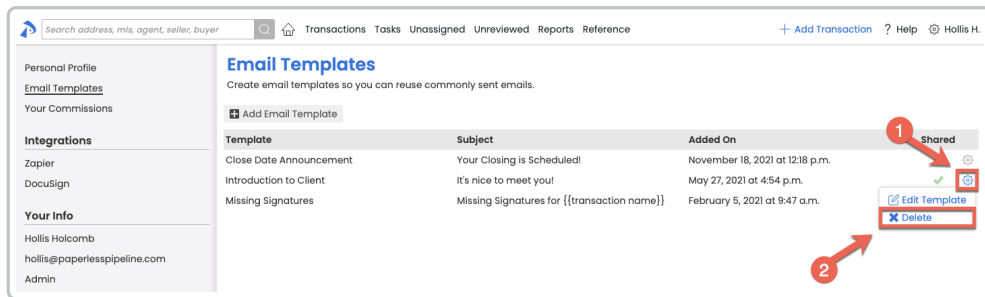 Search address, mls, agent, seller, buyer Transactions Tasks Unassigned Unreviewed Reports Reference + Add Transaction ? Help Hollis H.
Personal Profile
Email Templates
Your Commissions
Integrations
Zapier
DocuSign
Your Info
Hollis Holcomb
hollis@paperlesspipeline.com
Admin
Email Templates
Create email templates so you can reuse commonly sent emails.
Add Email Template
Template Subject Added On Shared
Close Date Announcement Your Closing is Scheduled! November 18, 2021 at 12:18 p.m.
Introduction to Client It's nice to meet you! May 27, 2021 at 4:54 p.m.
Missing Signatures Missing Signatures for {{transaction name}} February 5, 2021 at 9:47 a.m.
Edit Template
Delete
1
2